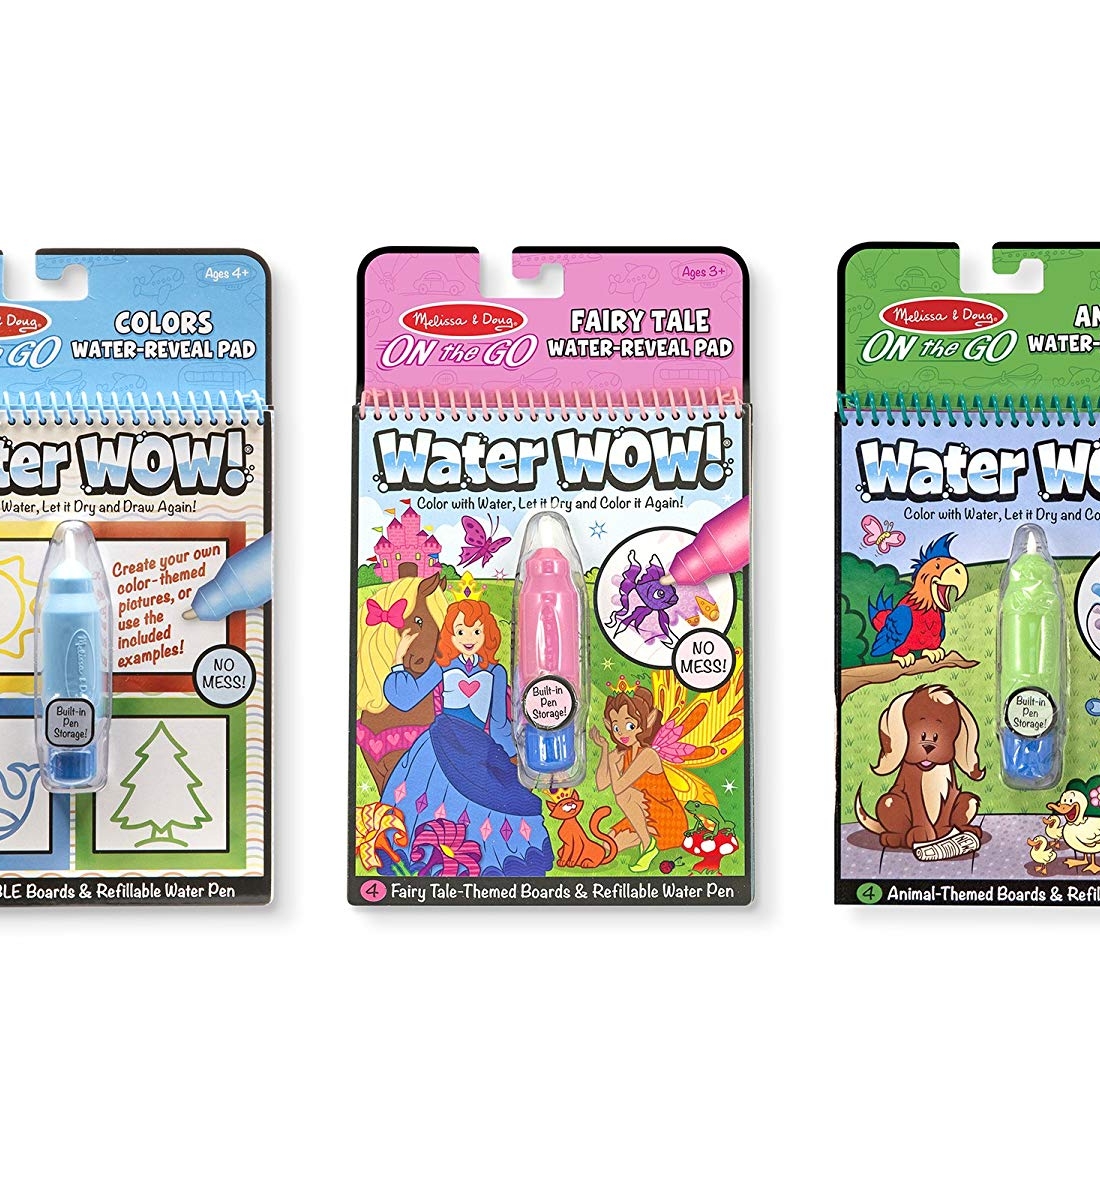 Ages 4+
& Doug
COLORS
WATER-REVEAL PAD
GO
WOW!
Water, Let it Dry and Draw Again!
Create your own
color-themed
pictures, or
use the
included
examples!
NO
MESS!
Built-in
Pen
Storage!
Boards & Refillable Water Pen
Ages 3+
Melissa & Doug
ON the GO
FAIRY TALE
WATER-REVEAL PAD
Water WOW!
Color with Water, Let it Dry and Color it Again!
NO
MESS!
Built-in
Pen
Storage!
4 Fairy Tale-Themed Boards & Refillable Water Pen
Melissa & Doug
ON the GO
WATER-
Water
Color with Water, Let it Dry and
Built-in
Pen
Storage!
4 Animal-Themed Boards &